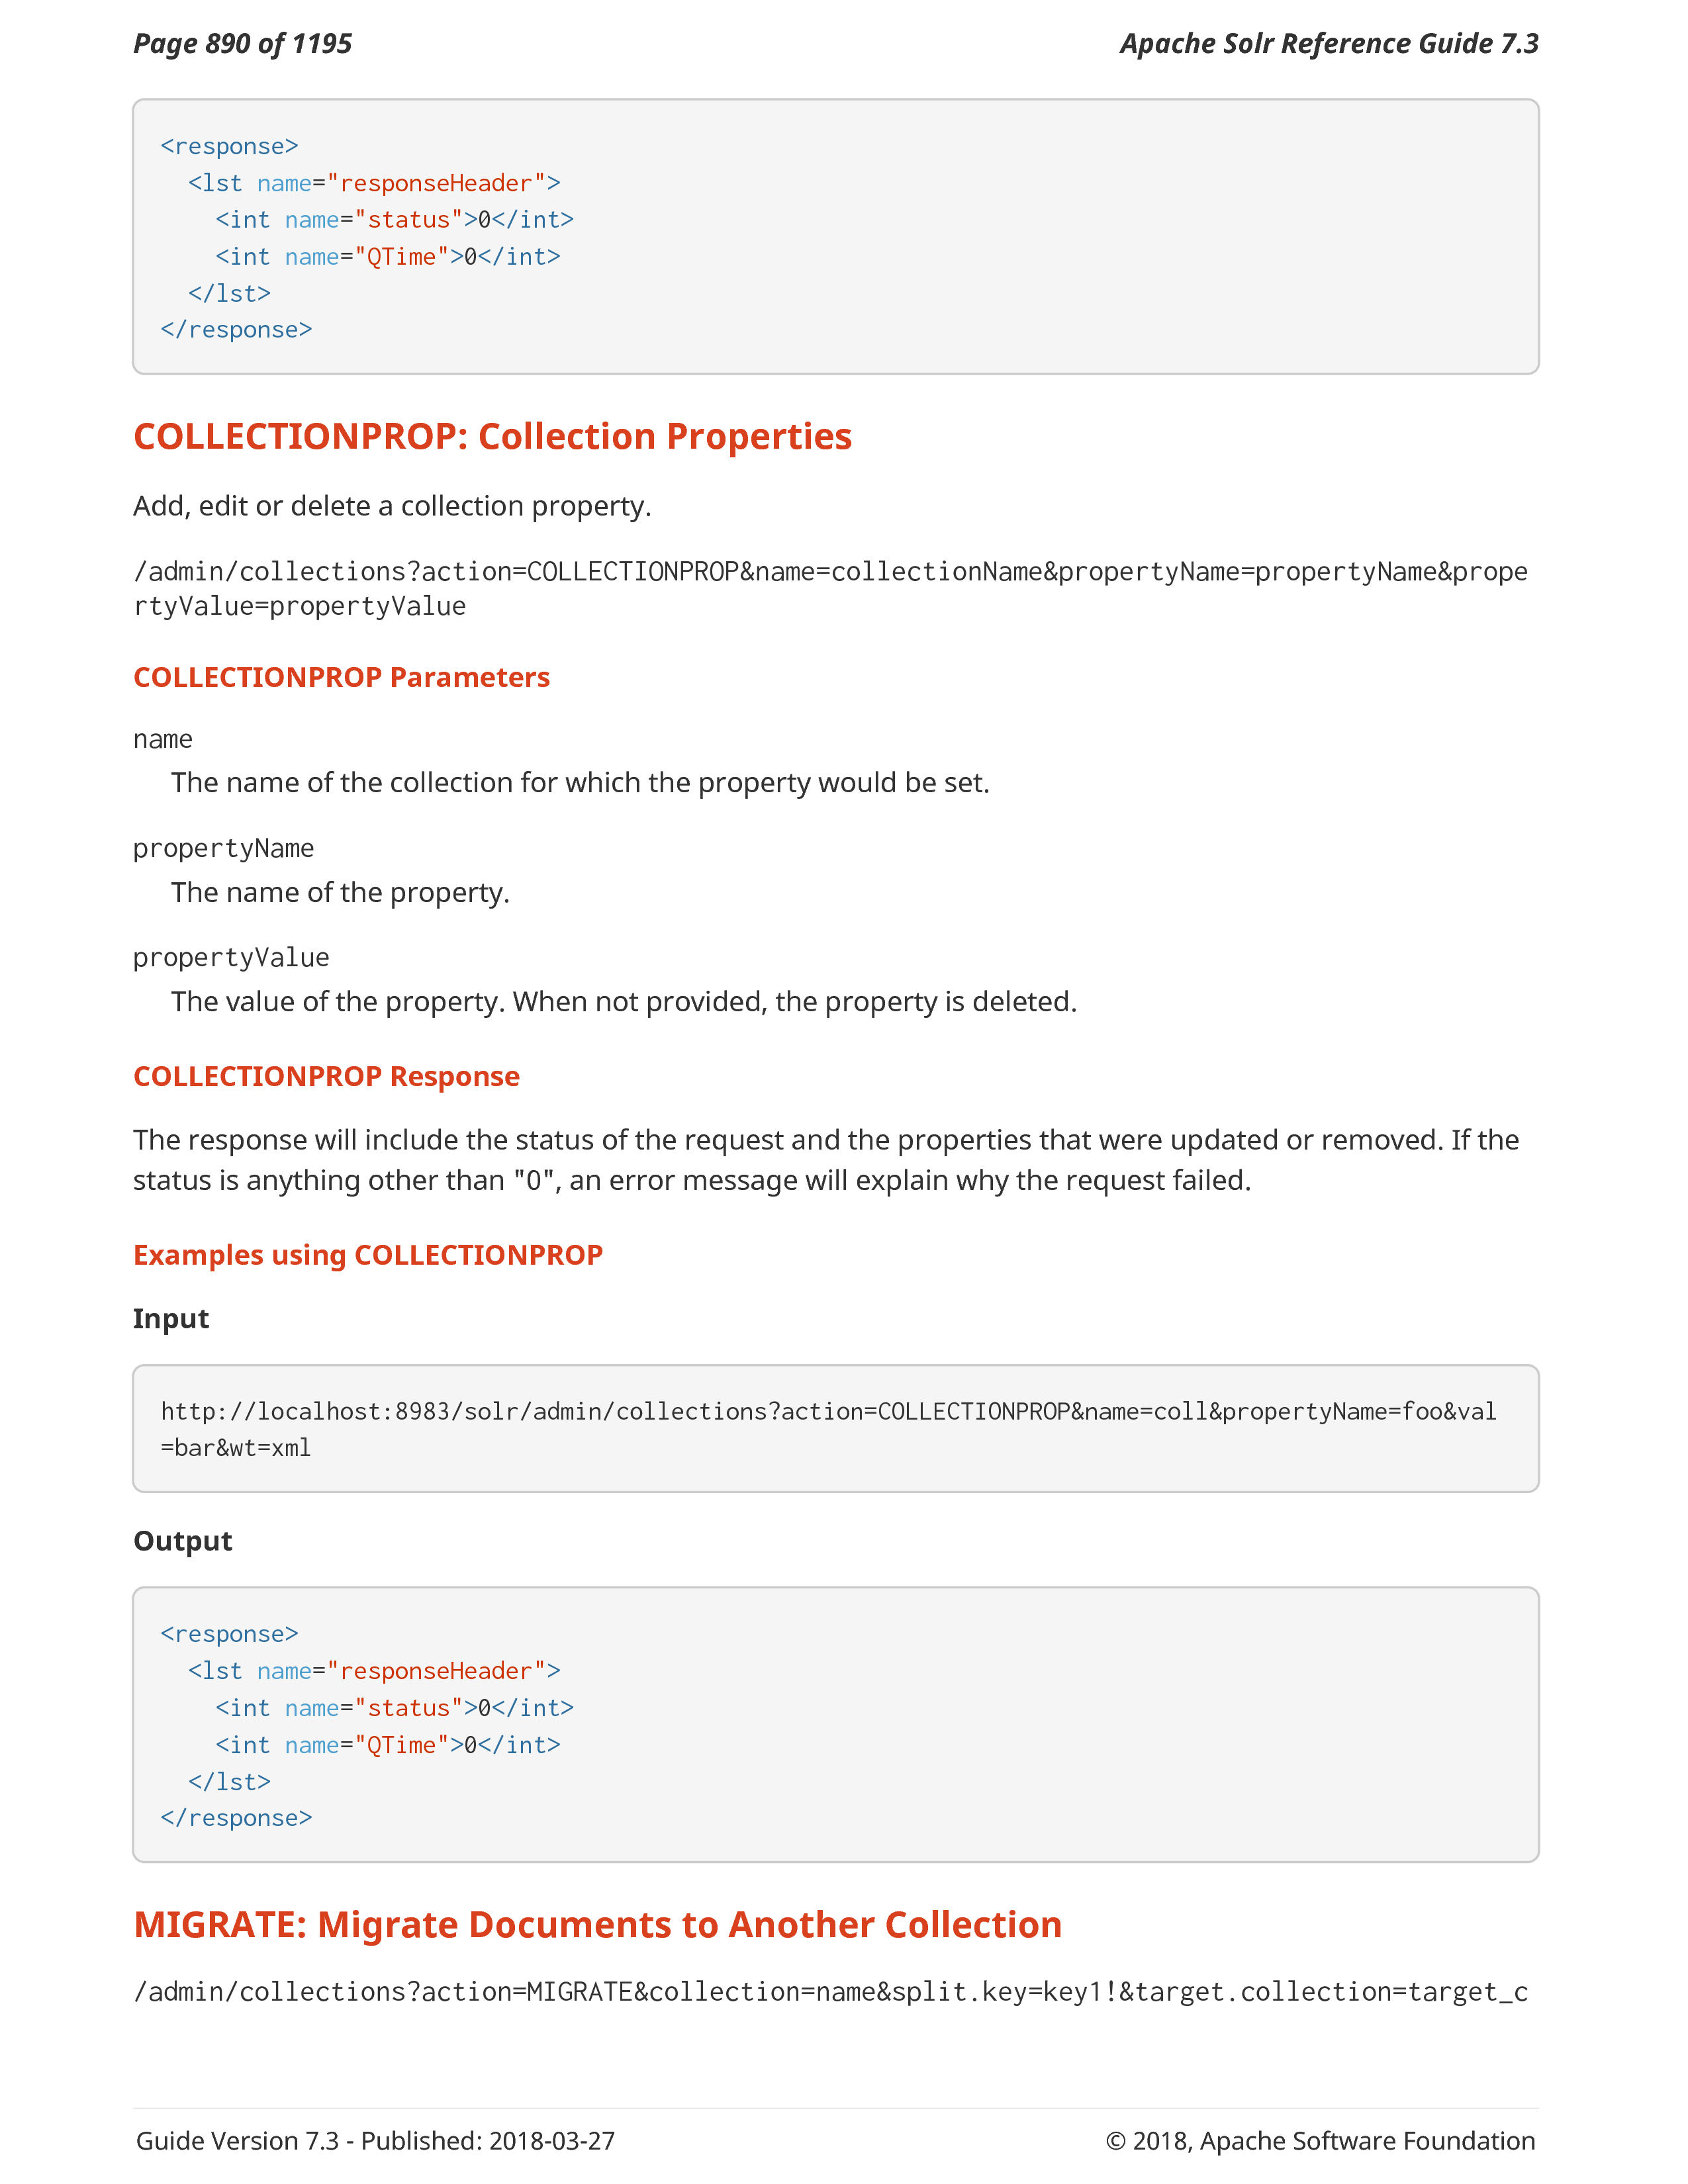 Page 890 of 1195
Apache Solr Reference Guide 7.3
<response>
  <lst name="responseHeader">
    <int name="status">0</int>
    <int name="QTime">0</int>
  </lst>
</response>
COLLECTIONPROP: Collection Properties
Add, edit or delete a collection property.
/admin/collections?action=COLLECTIONPROP&name=collectionName&propertyName=propertyName&prope
rtyValue=propertyValue
COLLECTIONPROP Parameters
name
The name of the collection for which the property would be set.
propertyName
The name of the property.
propertyValue
The value of the property. When not provided, the property is deleted.
COLLECTIONPROP Response
The response will include the status of the request and the properties that were updated or removed. If the
status is anything other than "0", an error message will explain why the request failed.
Examples using COLLECTIONPROP
Input
http://localhost:8983/solr/admin/collections?action=COLLECTIONPROP&name=coll&propertyName=foo&val
=bar&wt=xml
Output
<response>
  <lst name="responseHeader">
    <int name="status">0</int>
    <int name="QTime">0</int>
  </lst>
</response>
MIGRATE: Migrate Documents to Another Collection
/admin/collections?action=MIGRATE&collection=name&split.key=key1!&target.collection=target_c
Guide Version 7.3 - Published: 2018-03-27
© 2018, Apache Software Foundation